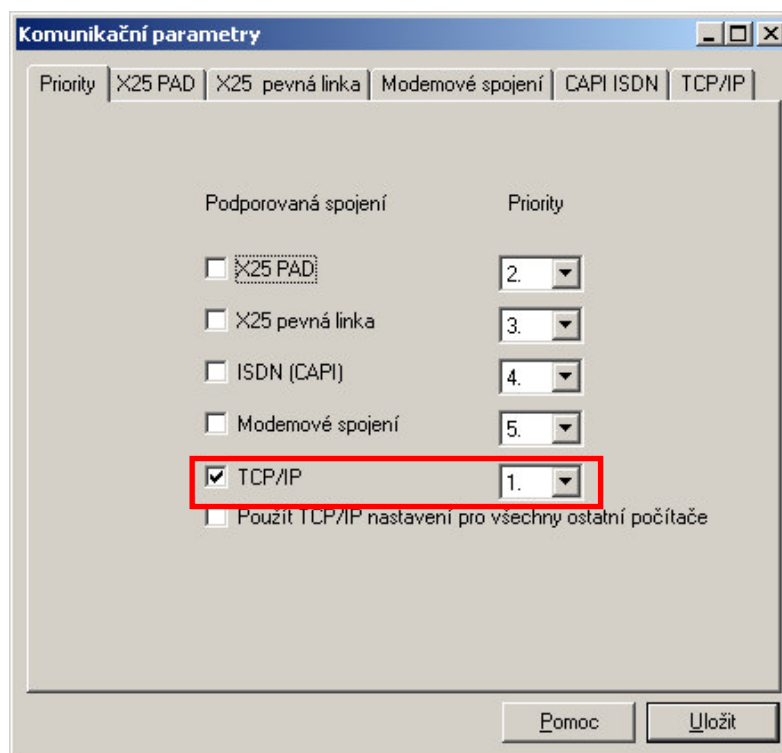 Komunikační parametry
Priority X25 PAD X25 pevná linka Modemové spojení CAPI ISDN TCP/IP
Podporovaná spojení Priority
X25 PAD 2.
X25 pevná linka 3.
ISDN (CAPI) 4.
Modemové spojení 5.
TCP/IP 1.
Použít TCP/IP nastavení pro všechny ostatní počítače
Pomoc Uložit